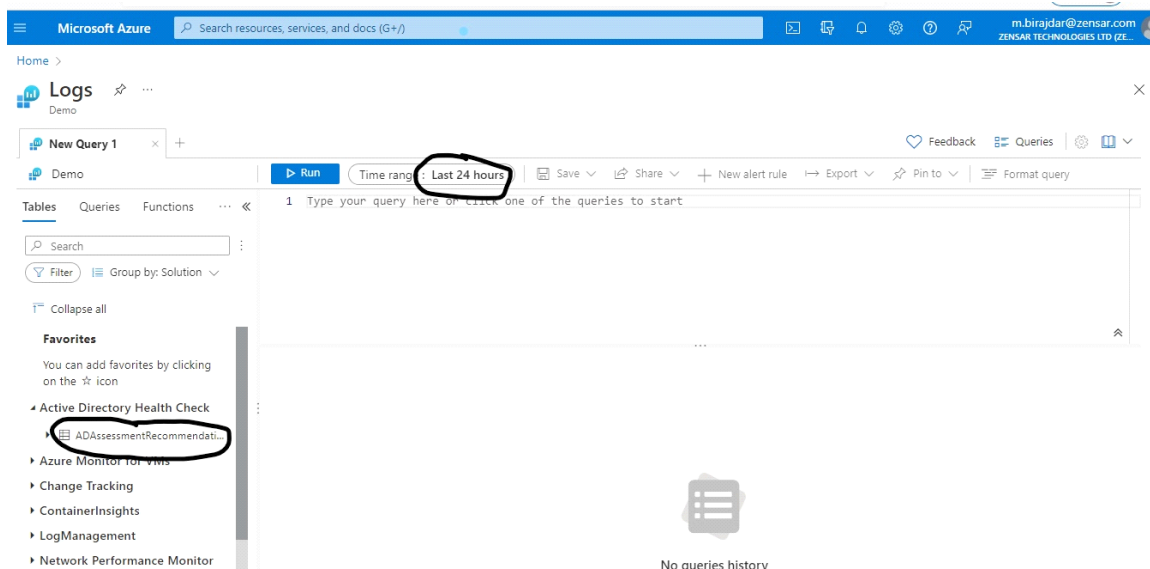 Microsoft Azure
Search resources, services, and docs (G+/)
m.birajdar@zensar.com
ZENSAR TECHNOLOGIES LTD (ZE...
Home >
Logs ...
Demo
New Query 1 × +
Feedback Queries
Demo
Run Time range : Last 24 hours Save Share New alert rule Export Pin to Format query
Tables Queries Functions ... «
1 Type your query here or click one of the queries to start
Search
Filter Group by: Solution
Collapse all
Favorites
You can add favorites by clicking
on the ☆ icon
Active Directory Health Check
ADAssessmentRecommendati...
Azure Monitor for VMs
Change Tracking
ContainerInsights
LogManagement
Network Performance Monitor
No queries history